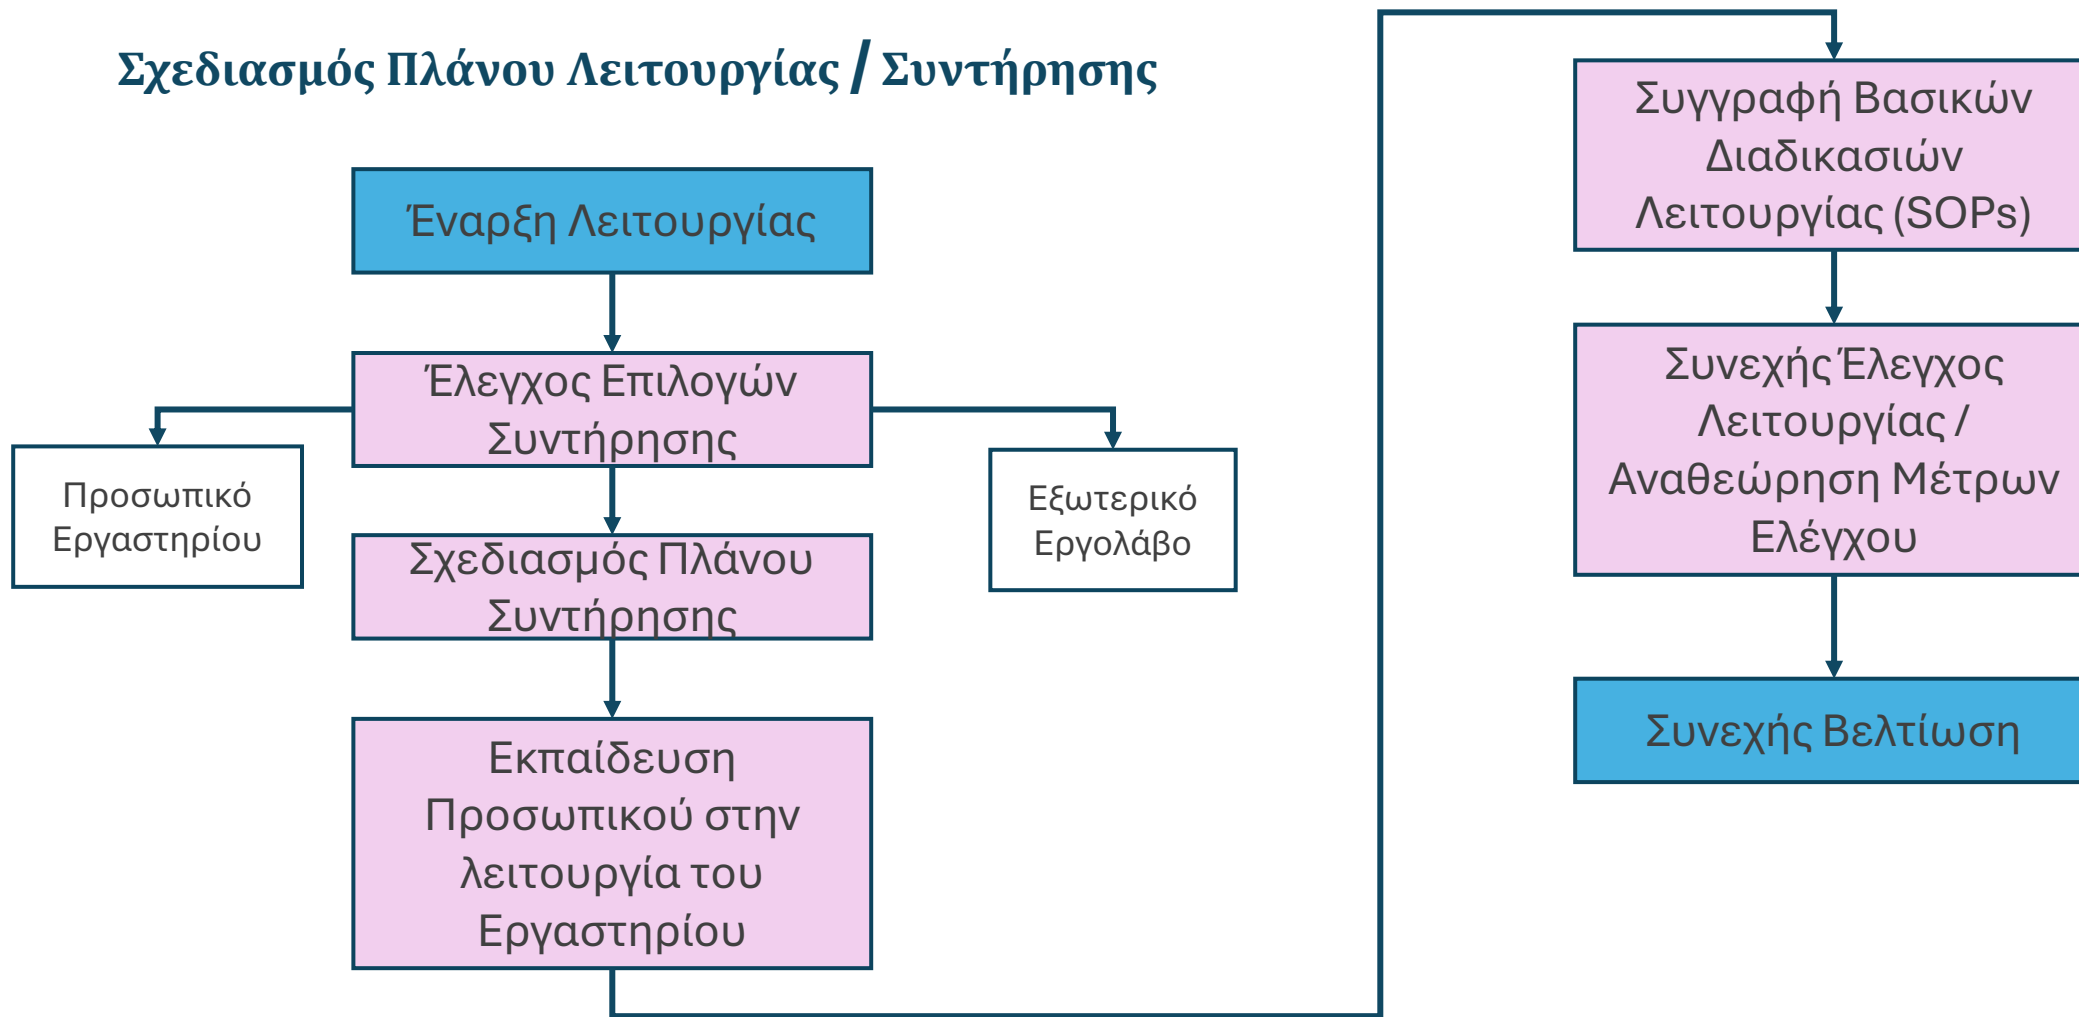 Σχεδιασμός Πλάνου Λειτουργίας / Συντήρησης
Έναρξη Λειτουργίας
Έλεγχος Επιλογών
Συντήρησης
Προσωπικό
Εργαστηρίου
Εξωτερικό
Εργολάβο
Σχεδιασμός Πλάνου
Συντήρησης
Εκπαίδευση
Προσωπικού στην
λειτουργία του
Εργαστηρίου
Συγγραφή Βασικών
Διαδικασιών
Λειτουργίας (SOPs)
Συνεχής Έλεγχος
Λειτουργίας /
Αναθεώρηση Μέτρων
Ελέγχου
Συνεχής Βελτίωση